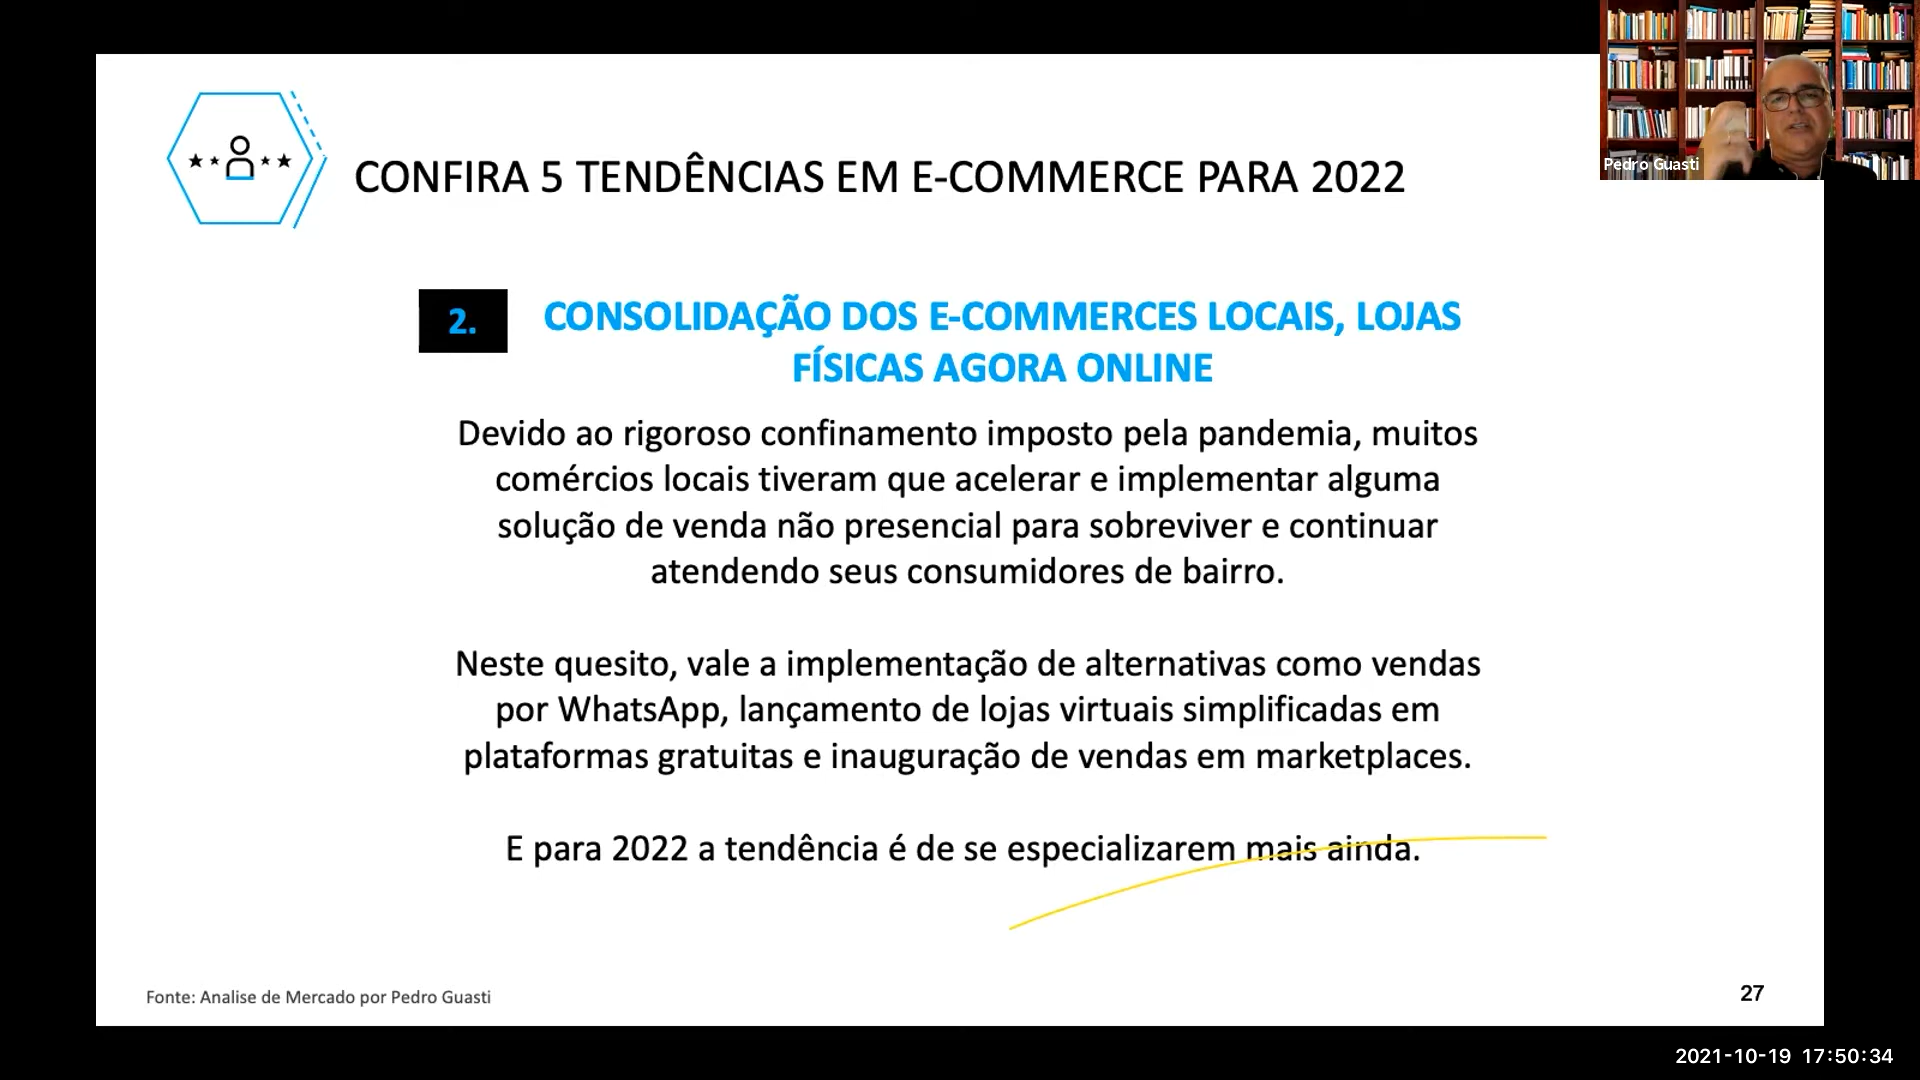 Pedro Guasti
CONFIRA 5 TENDÊNCIAS EM E-COMMERCE PARA 2022
2.
CONSOLIDAÇÃO DOS E-COMMERCES LOCAIS, LOJAS
FÍSICAS AGORA ONLINE
Devido ao rigoroso confinamento imposto pela pandemia, muitos
comércios locais tiveram que acelerar e implementar alguma
solução de venda não presencial para sobreviver e continuar
atendendo seus consumidores de bairro.
Neste quesito, vale a implementação de alternativas como vendas
por WhatsApp, lançamento de lojas virtuais simplificadas em
plataformas gratuitas e inauguração de vendas em marketplaces.
E para 2022 a tendência é de se especializarem mais ainda.
Fonte: Analise de Mercado por Pedro Guasti
27
2021-10-19 17:50:34